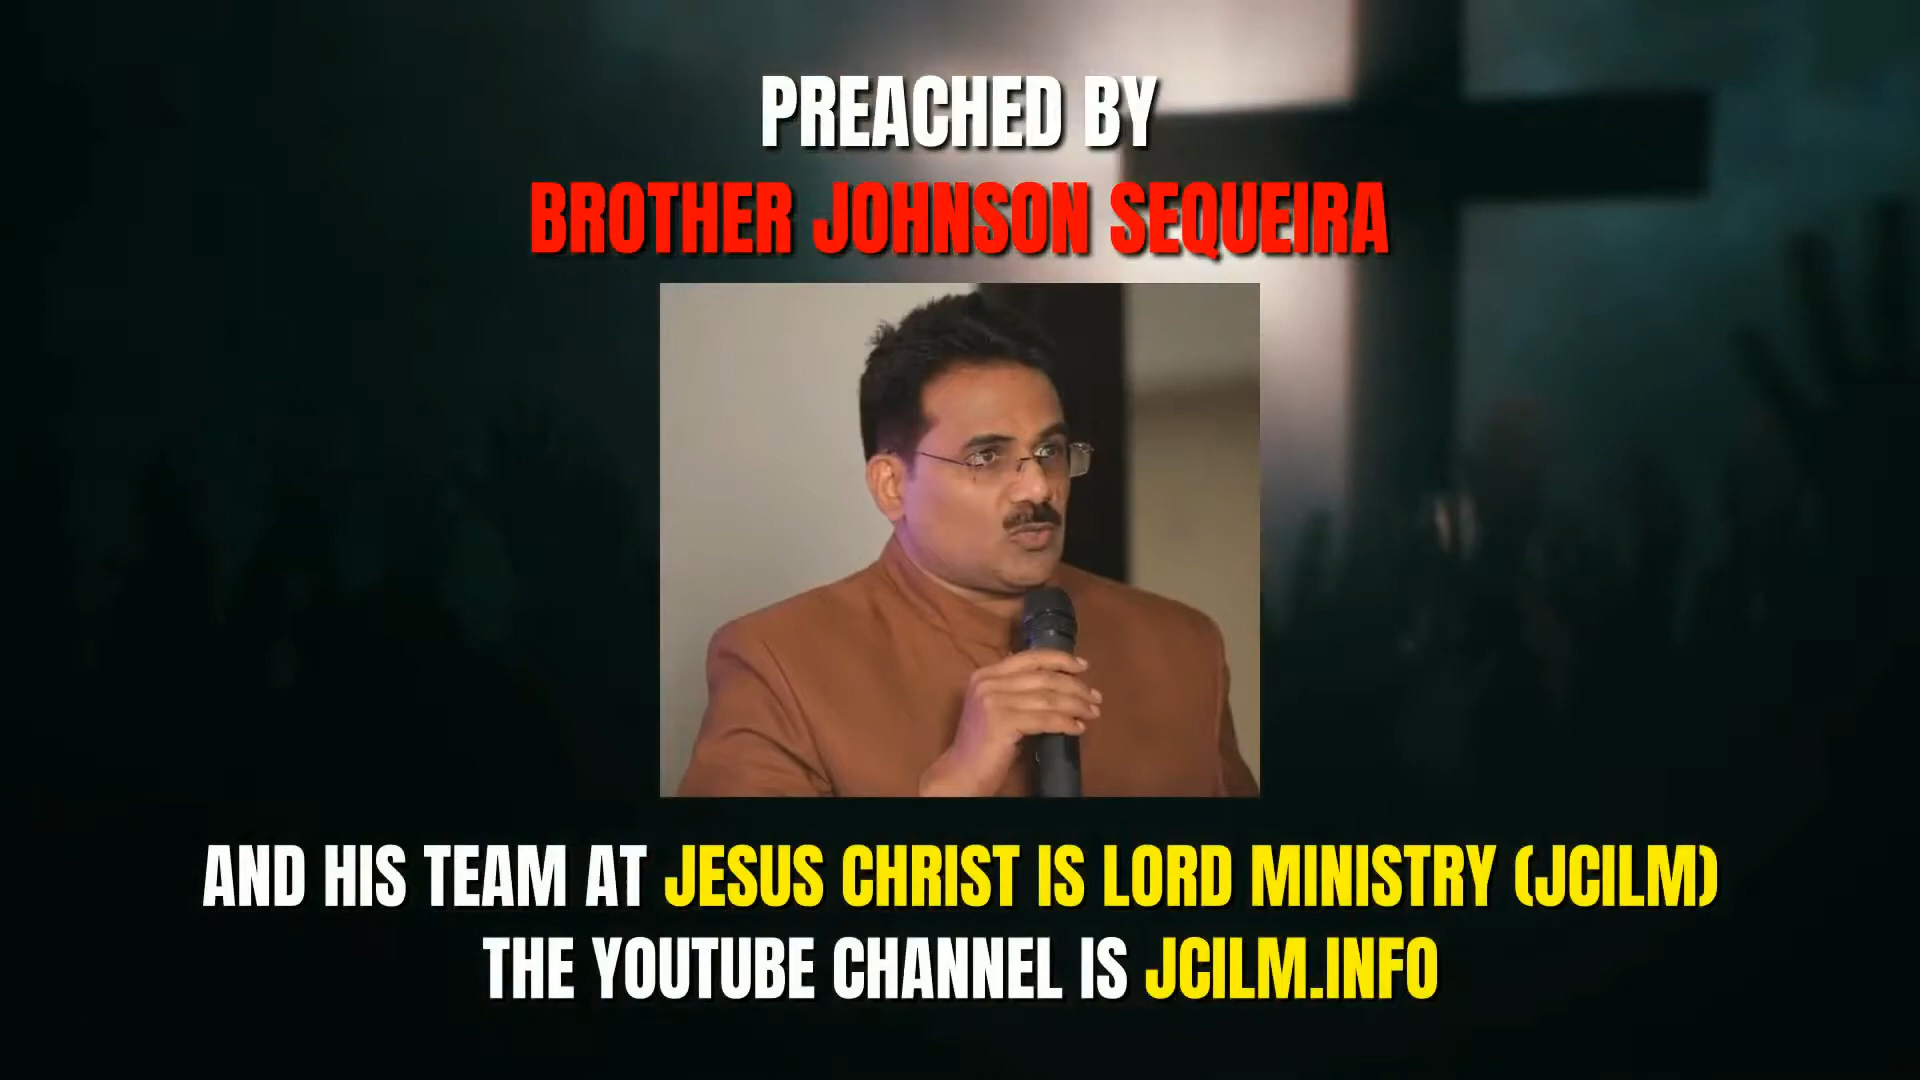 PREACHED BY
BROTHER JOHNSON SEQUEIRA
AND HIS TEAM AT JESUS CHRIST IS LORD MINISTRY (JCILM)
THE YOUTUBE CHANNEL IS JCILM.INFO